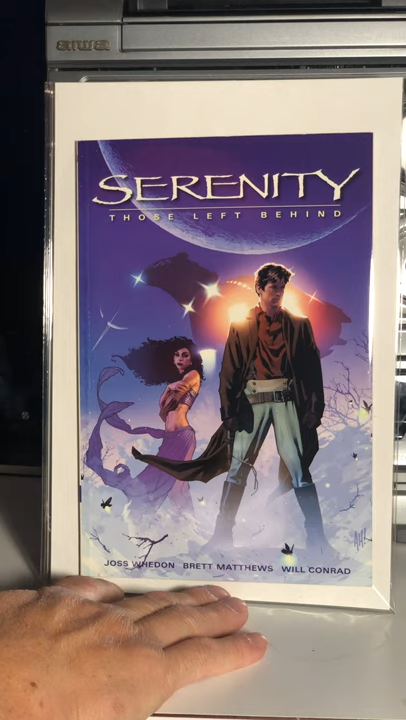 aiwa
SERENITY
THOSE LEFT BEHIND
JOSS WHEDON BRETT MATTHEWS WILL CONRAD